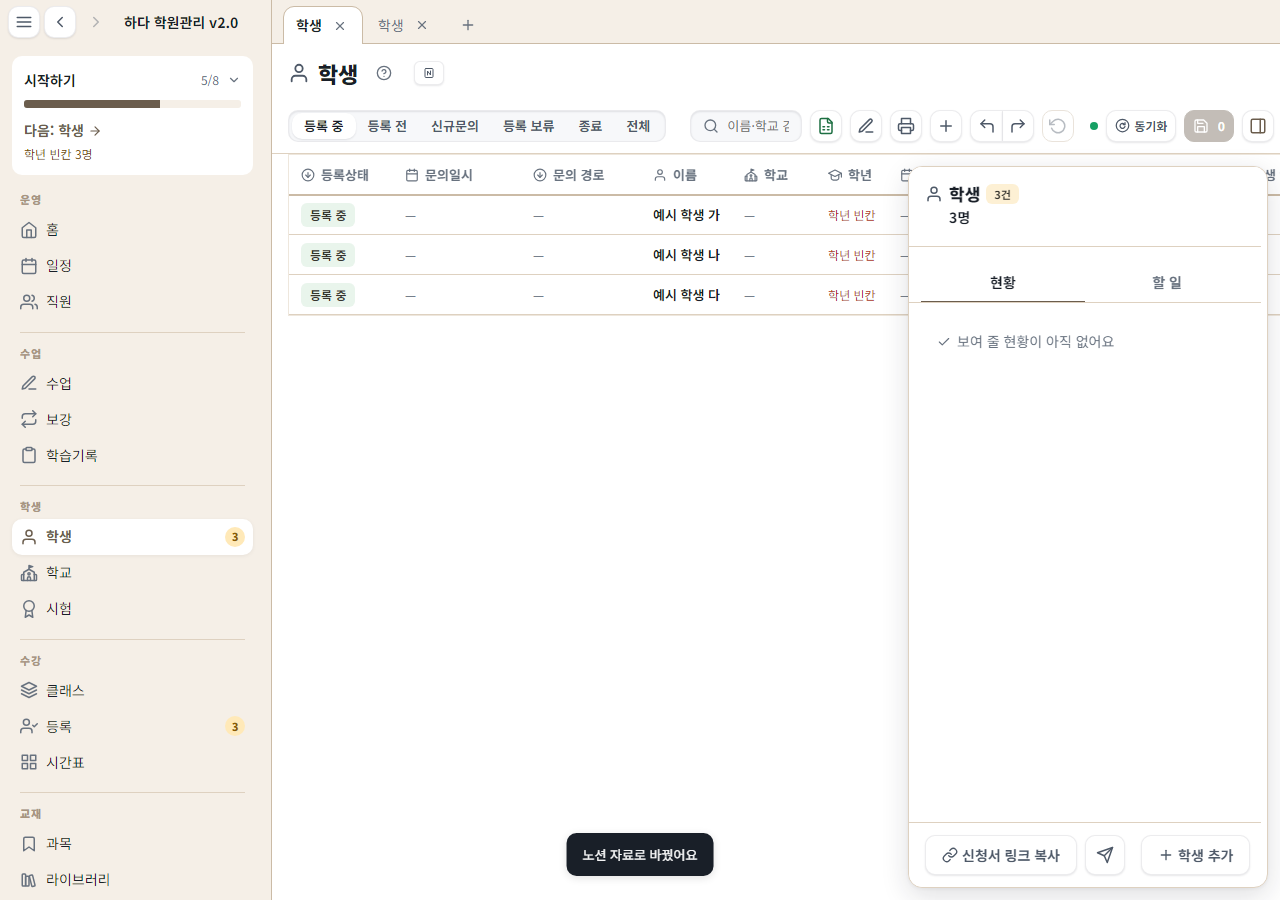 하다 학원관리 v2.0
학생
학생
시작하기 5/8
다음: 학생 →
학년 빈칸 3명
운영
홈
일정
직원
수업
수업
보강
학습기록
학생
학생 3
학교
시험
수강
클래스
등록 3
시간표
교재
과목
라이브러리
학생
등록 중 등록 전 신규문의 등록 보류 종료 전체
이름·학교 검
동기화 0
등록상태 문의일시 문의 경로 이름 학교 학년
등록 중 — — 예시 학생 가 — 학년 빈칸 —
등록 중 — — 예시 학생 나 — 학년 빈칸 —
등록 중 — — 예시 학생 다 — 학년 빈칸 —
학생 3건
3명
현황 할 일
보여 줄 현황이 아직 없어요
신청서 링크 복사
학생 추가
노션 자료로 바꿨어요